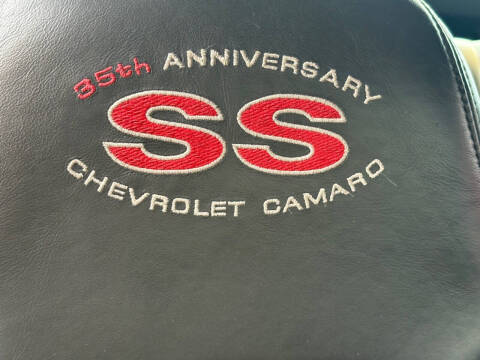 35th ANNIVERSARY
SS
CHEVROLET CAMARO